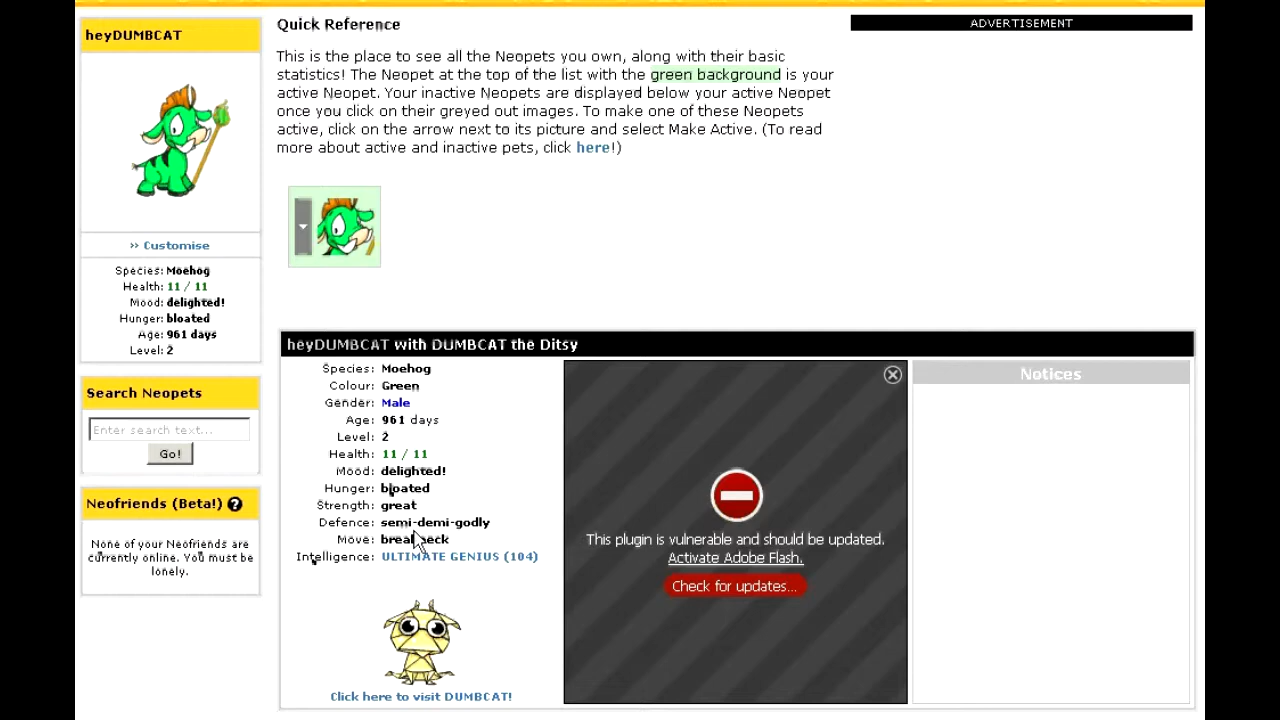 heyDUMBCAT
>> Customise
Species: Moehog
Health: 11 / 11
Mood: delighted!
Hunger: bloated
Age: 961 days
Level: 2
Search Neopets
Enter search text...
Go!
Neofriends (Beta!) ?
None of your Neofriends are
currently online. You must be
lonely.
Quick Reference
This is the place to see all the Neopets you own, along with their basic
statistics! The Neopet at the top of the list with the green background is your
active Neopet. Your inactive Neopets are displayed below your active Neopet
once you click on their greyed out images. To make one of these Neopets
active, click on the arrow next to its picture and select Make Active. (To read
more about active and inactive pets, click here!)
ADVERTISEMENT
heyDUMBCAT with DUMBCAT the Ditsy
Species: Moehog
Colour: Green
Gender: Male
Age: 961 days
Level: 2
Health: 11 / 11
Mood: delighted!
Hunger: bloated
Strength: great
Defence: semi-demi-godly
Move: breakneck
Intelligence: ULTIMATE GENIUS (104)
Click here to visit DUMBCAT!
This plugin is vulnerable and should be updated.
Activate Adobe Flash.
Check for updates...
Notices